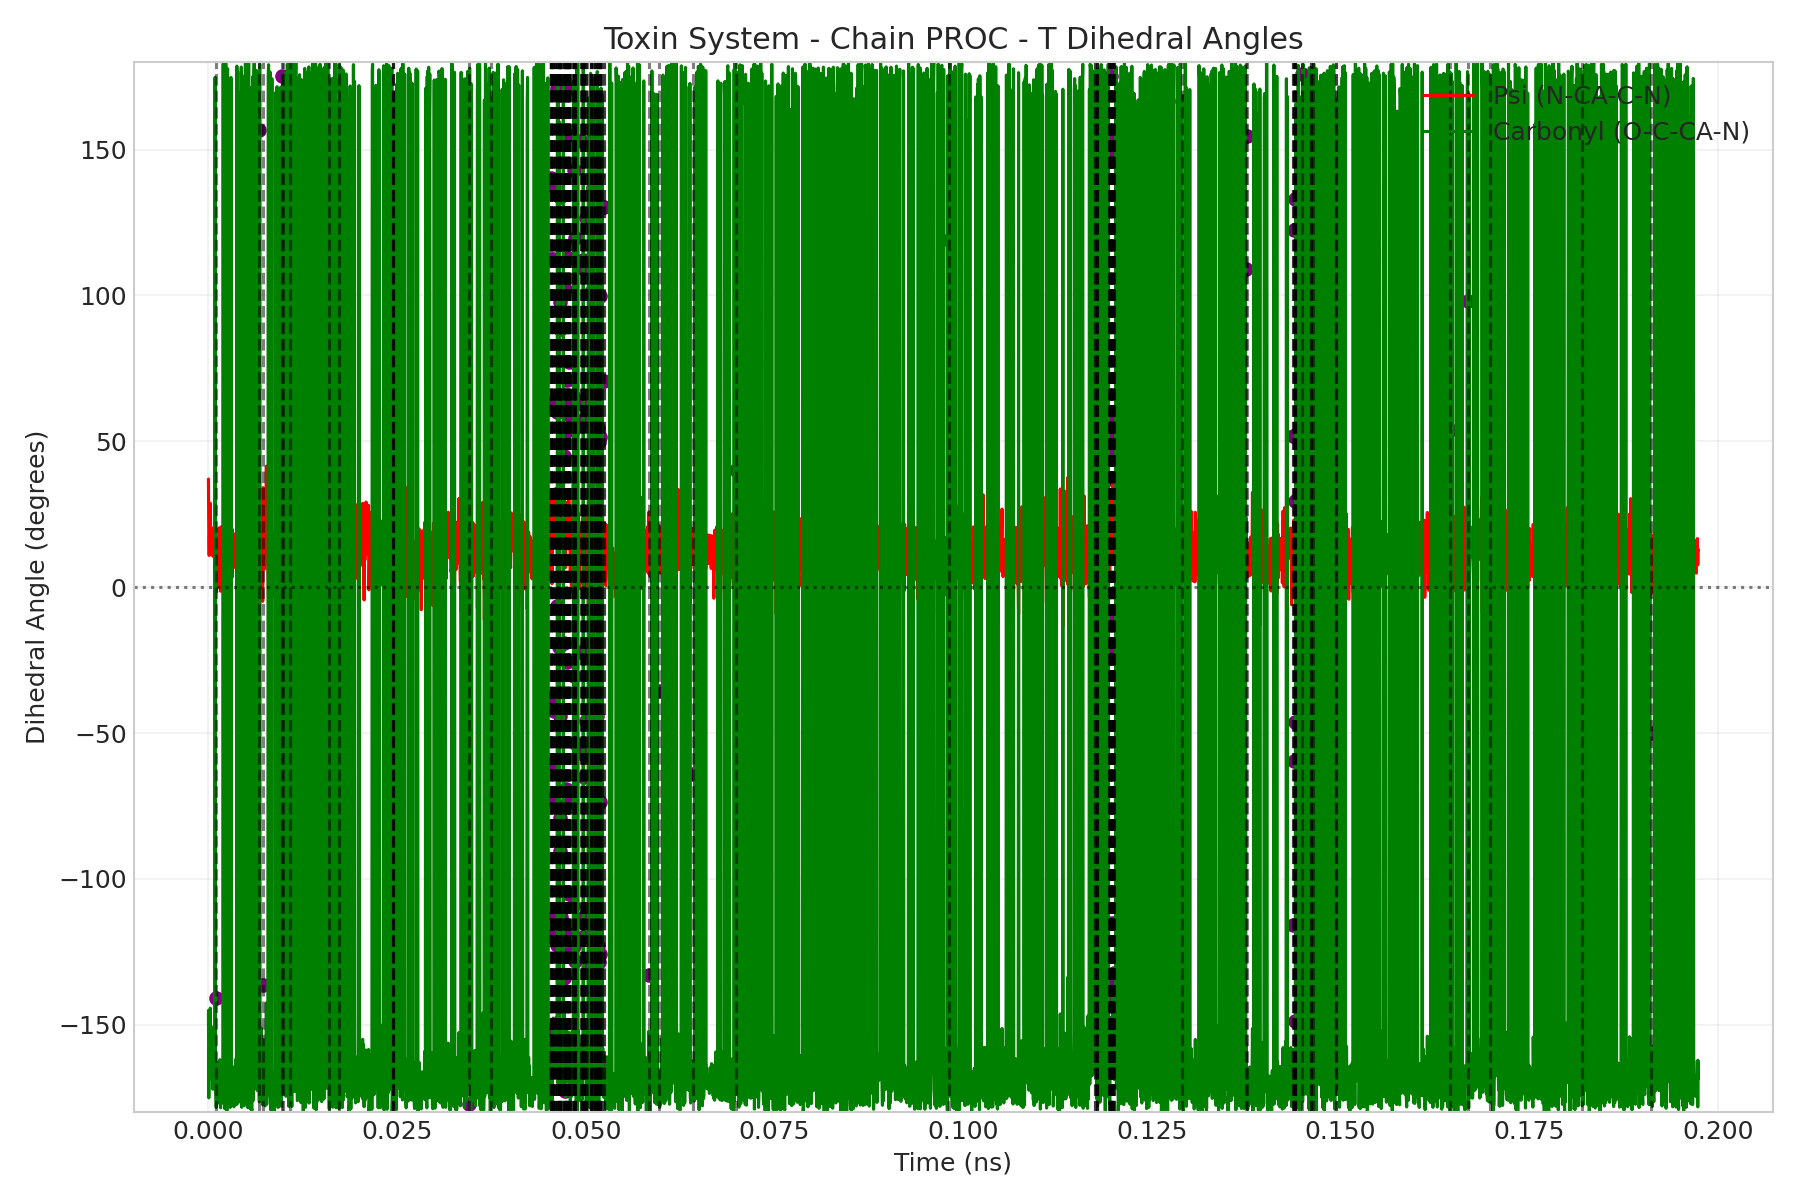 Toxin System - Chain PROC - T Dihedral Angles
Psi (N-CA-C-N)
Carbonyl (O-C-CA-N)
150
100
50
0
−50
−100
−150
Dihedral Angle (degrees)
0.000 0.025 0.050 0.075 0.100 0.125 0.150 0.175 0.200
Time (ns)